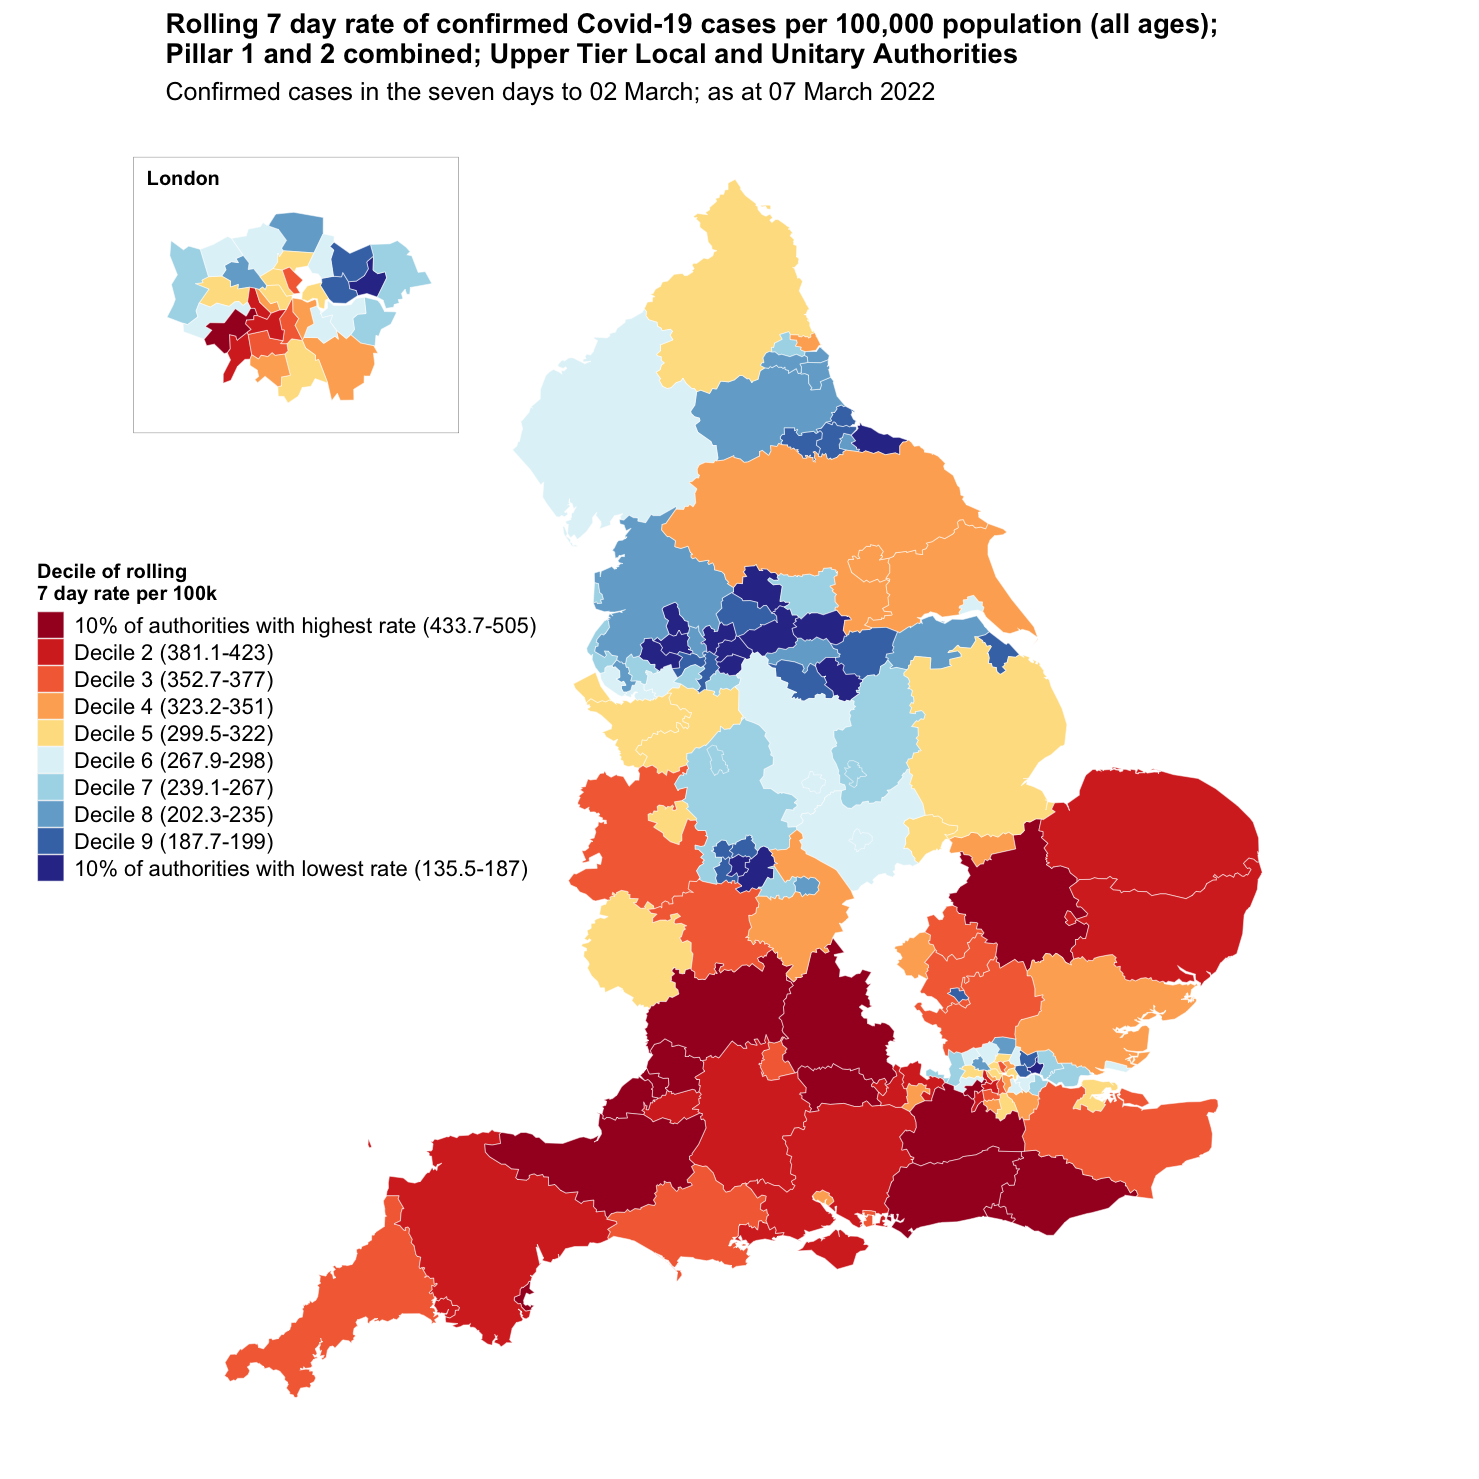 Rolling 7 day rate of confirmed Covid-19 cases per 100,000 population (all ages);
Pillar 1 and 2 combined; Upper Tier Local and Unitary Authorities
Confirmed cases in the seven days to 02 March; as at 07 March 2022
London
Decile of rolling
7 day rate per 100k
10% of authorities with highest rate (433.7-505)
Decile 2 (381.1-423)
Decile 3 (352.7-377)
Decile 4 (323.2-351)
Decile 5 (299.5-322)
Decile 6 (267.9-298)
Decile 7 (239.1-267)
Decile 8 (202.3-235)
Decile 9 (187.7-199)
10% of authorities with lowest rate (135.5-187)